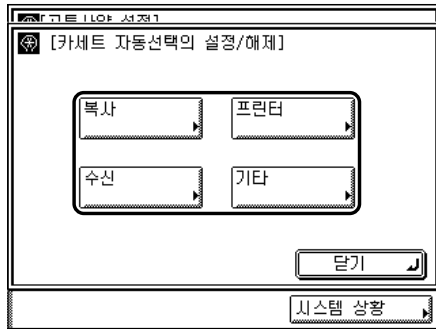 [카세트 자동선택의 설정/해제]
복사
프린터
수신
기타
닫기
시스템 상황